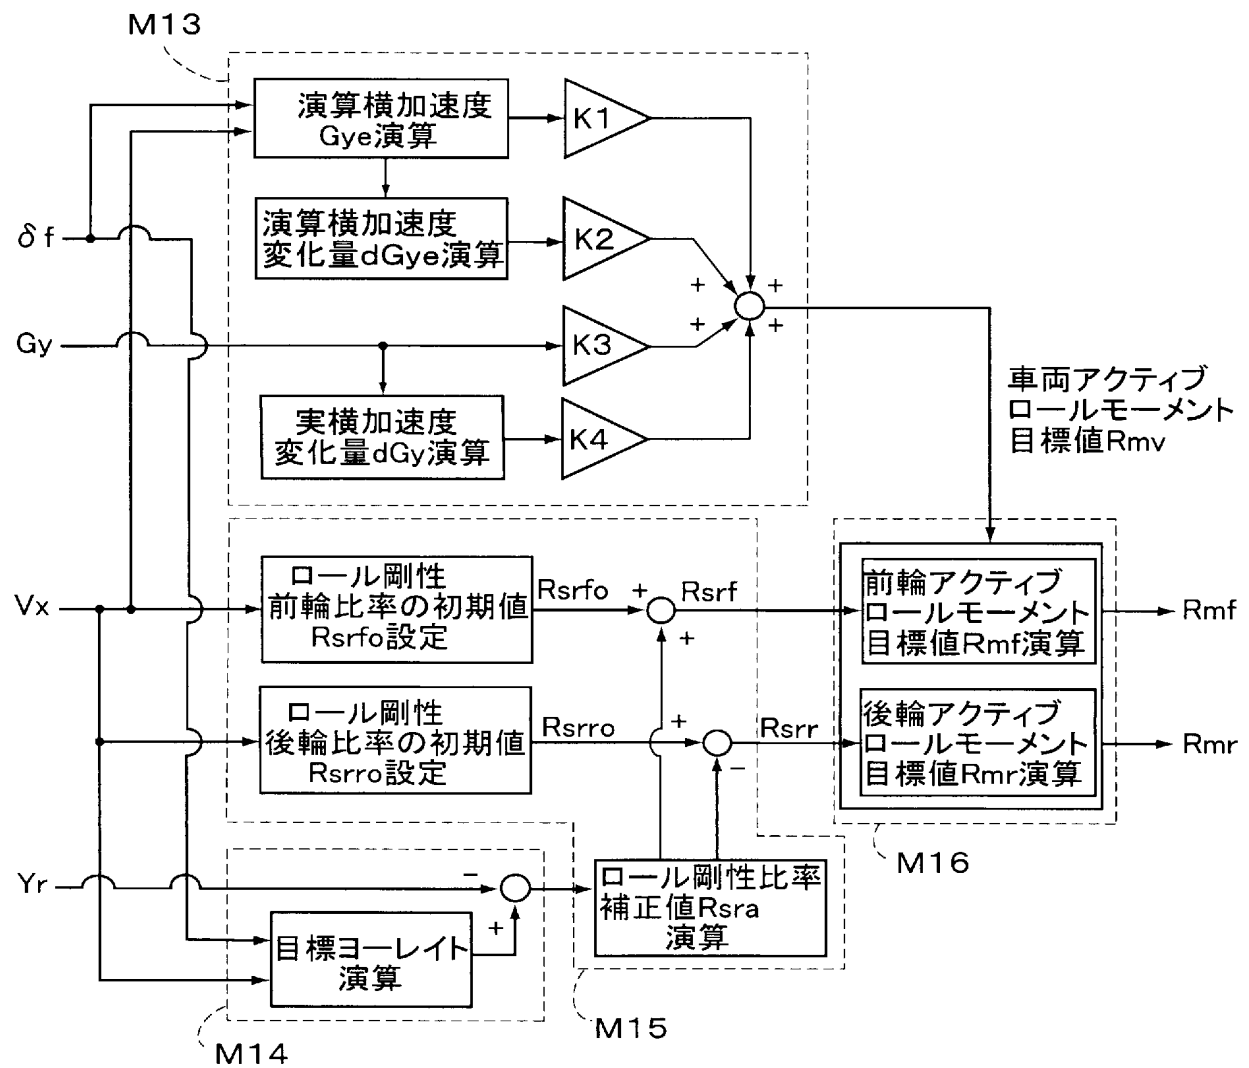 M13
演算横加速度
Gye演算
K1
演算横加速度
変化量dGye演算
K2
δf
+
+
+
+
Gy
K3
実横加速度
変化量dGy演算
K4
車両アクティブ
ロールモーメント
目標値Rmv
Vx
ロール剛性
前輪比率の初期値
Rsrfo設定
Rsrfo
+
+
Rsrf
前輪アクティブ
ロールモーメント
目標値Rmf演算
Rmf
ロール剛性
後輪比率の初期値
Rsrro設定
Rsrro
+
-
Rsrr
後輪アクティブ
ロールモーメント
目標値Rmr演算
Rmr
M16
Yr
-
+
目標ヨーレイト
演算
ロール剛性比率
補正値Rsra
演算
M15
M14